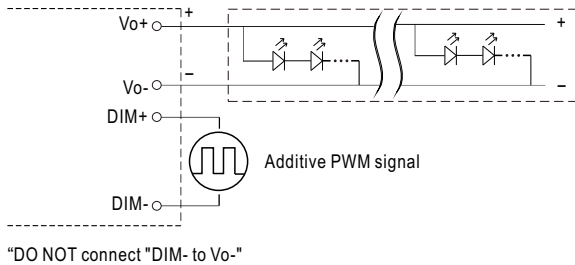 Vo+ + +
Vo- - -
DIM+
Additive PWM signal
DIM-
“DO NOT connect "DIM- to Vo-"